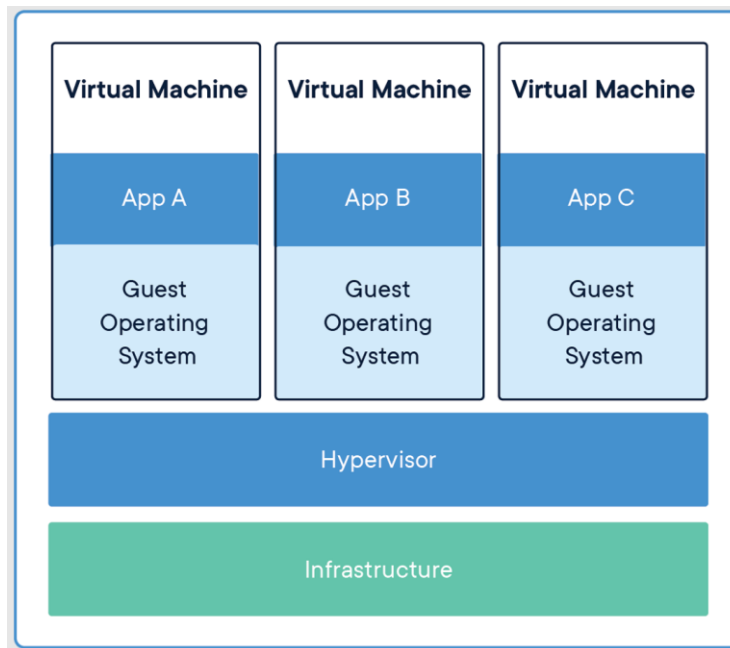 Virtual Machine
Virtual Machine
Virtual Machine
App A
App B
App C
Guest
Operating
System
Guest
Operating
System
Guest
Operating
System
Hypervisor
Infrastructure